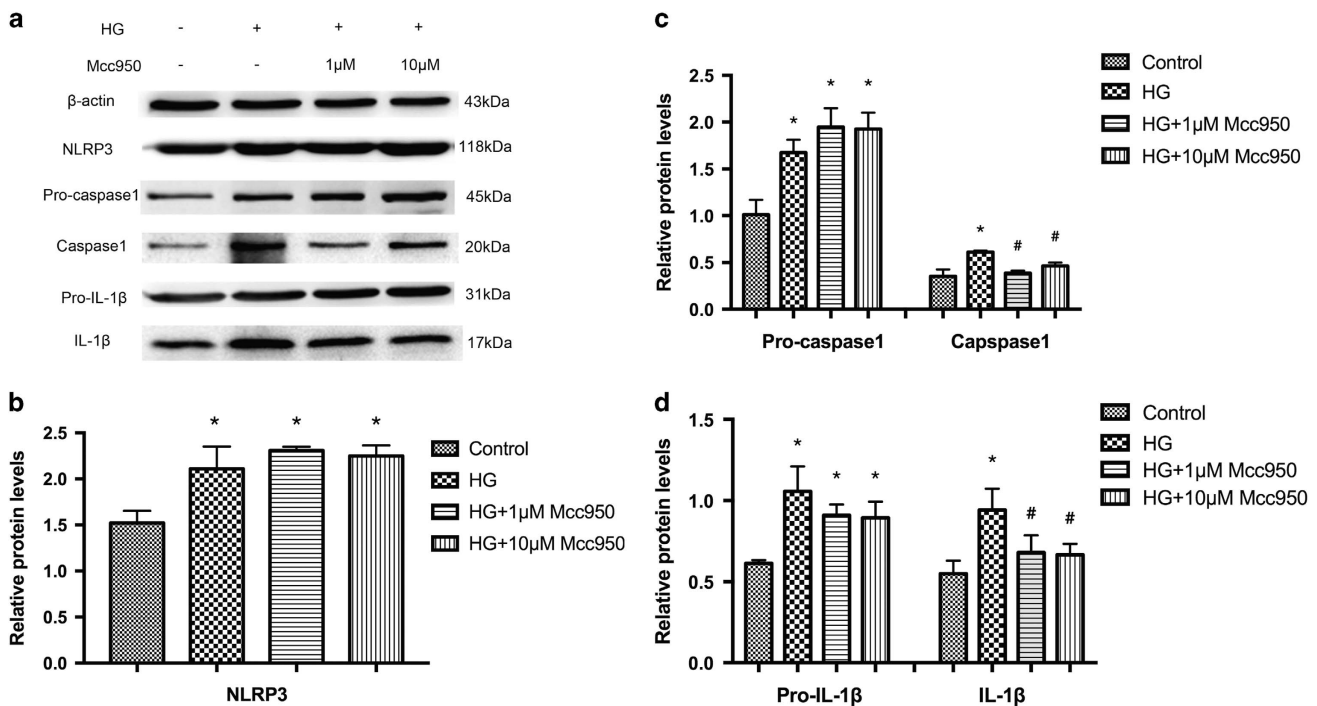 a
HG - + + +
Mcc950 - - 1μM 10μM
β-actin 43kDa
NLRP3 118kDa
Pro-caspase1 45kDa
Caspase1 20kDa
Pro-IL-1β 31kDa
IL-1β 17kDa
b
Relative protein levels
2.5
2.0
1.5
1.0
0.5
0.0
* * *
NLRP3
Control
HG
HG+1μM Mcc950
HG+10μM Mcc950
c
Relative protein levels
2.5
2.0
1.5
1.0
0.5
0.0
* * * * # #
Pro-caspase1 Capspase1
Control
HG
HG+1μM Mcc950
HG+10μM Mcc950
d
Relative protein levels
1.5
1.0
0.5
0.0
* * * * # #
Pro-IL-1β IL-1β
Control
HG
HG+1μM Mcc950
HG+10μM Mcc950